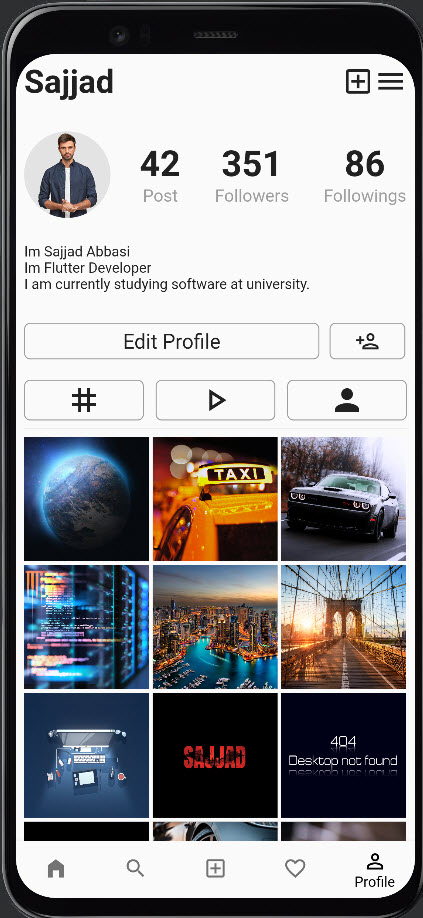 Sajjad
42 351 86
Post Followers Followings
Im Sajjad Abbasi
Im Flutter Developer
I am currently studying software at university.
Edit Profile
TAXI
SAJJAD
404
Desktop not found
Profile